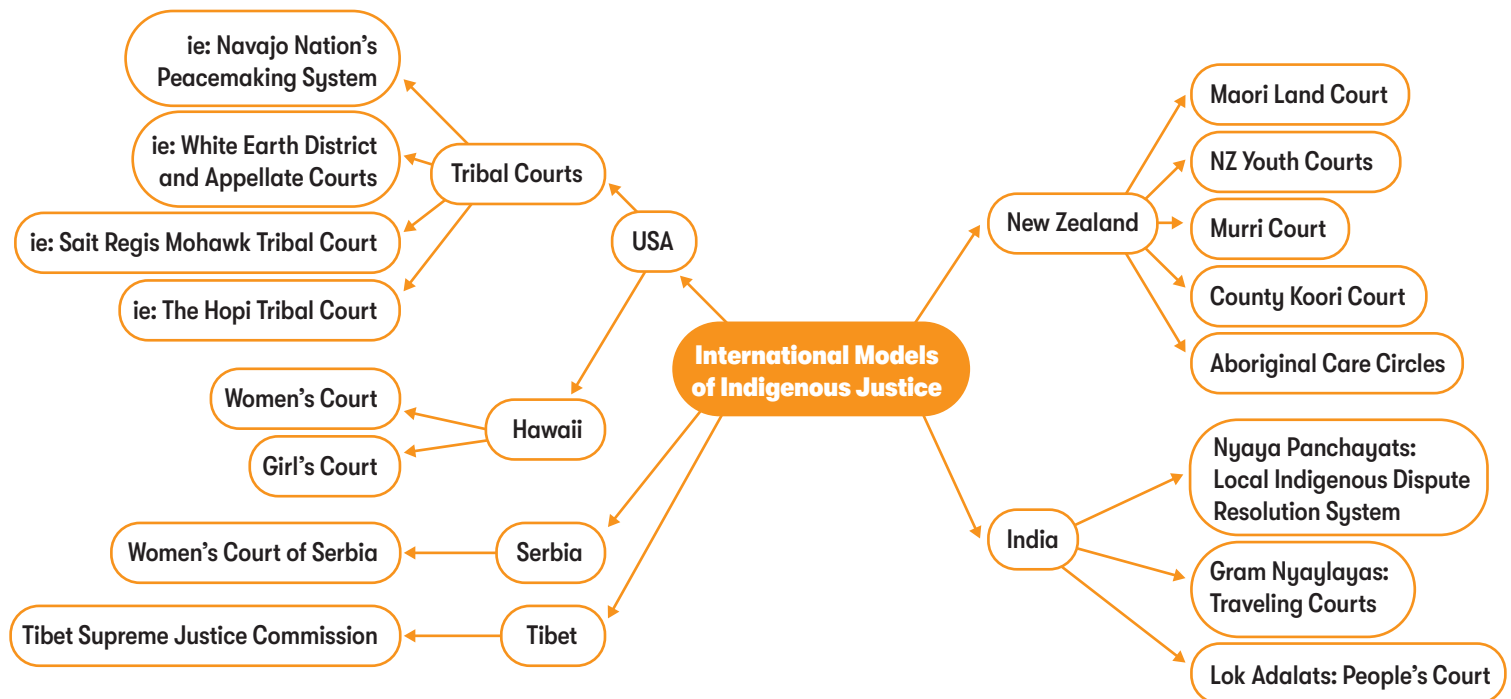 International Models
of Indigenous Justice
USA
Tribal Courts
ie: Navajo Nation's
Peacemaking System
ie: White Earth District
and Appellate Courts
ie: Sait Regis Mohawk Tribal Court
ie: The Hopi Tribal Court
Hawaii
Women's Court
Girl's Court
Serbia
Women's Court of Serbia
Tibet
Tibet Supreme Justice Commission
New Zealand
Maori Land Court
NZ Youth Courts
Murri Court
County Koori Court
Aboriginal Care Circles
India
Nyaya Panchayats:
Local Indigenous Dispute
Resolution System
Gram Nyaylayas:
Traveling Courts
Lok Adalats: People's Court